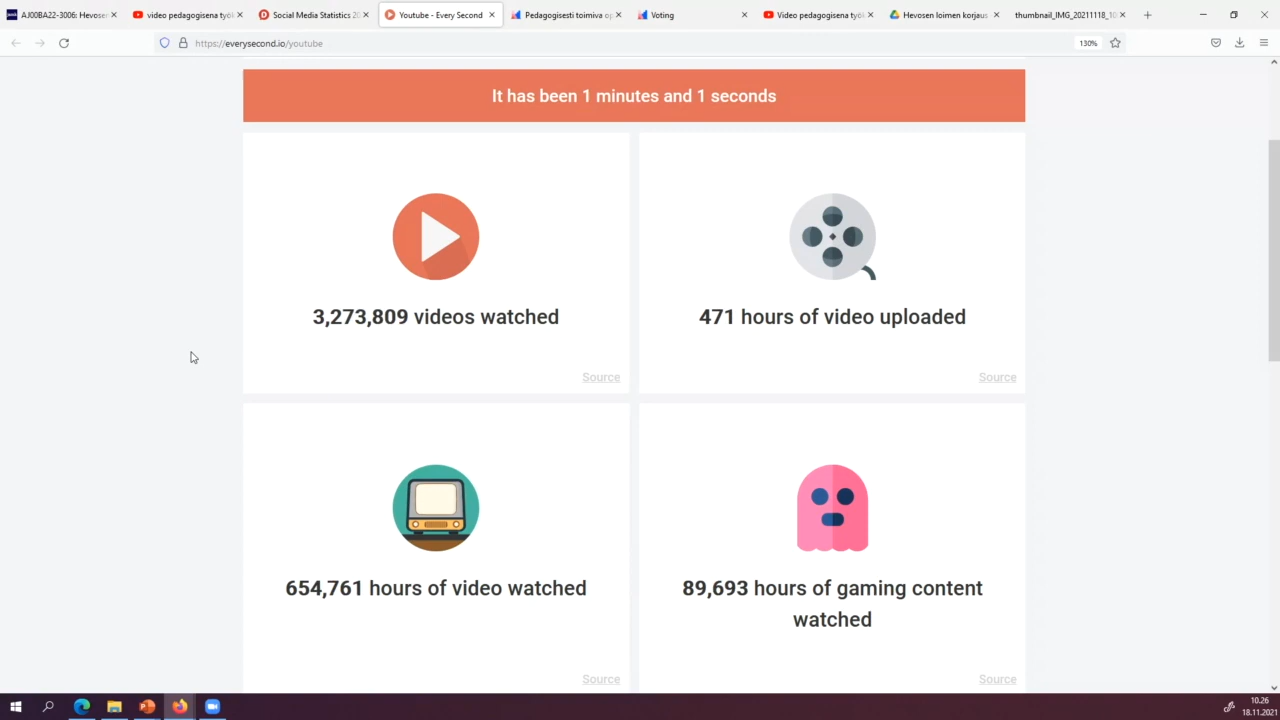 AJ00BA22-3006: Hevosen
video pedagogisena työk
Social Media Statistics 20
Youtube - Every Second
Pedagogisesti toimiva op
Voting
Video pedagogisena työk
Hevosen loimen korjaus
thumbnail_IMG_20211118_10
https://everysecond.io/youtube
130%
It has been 1 minutes and 1 seconds
3,273,809 videos watched
Source
471 hours of video uploaded
Source
654,761 hours of video watched
Source
89,693 hours of gaming content
watched
Source
10.26
18.11.2021